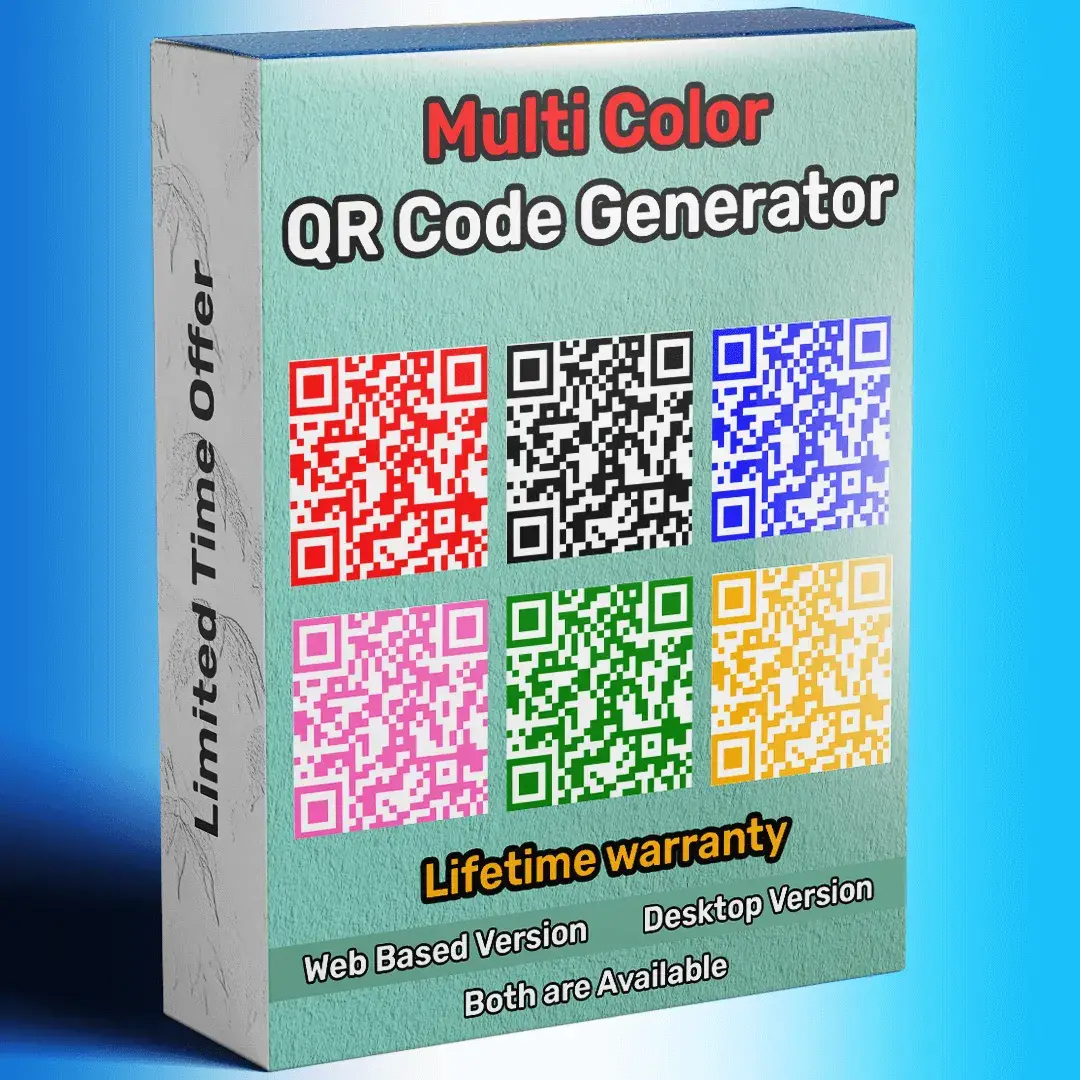 Multi Color
QR Code Generator
Limited Time Offer
Lifetime warranty
Web Based Version
Desktop Version
Both are Available